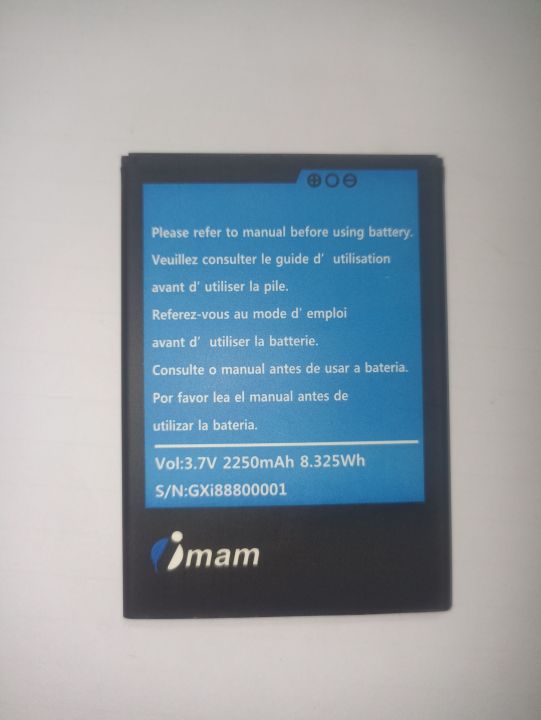 Please refer to manual before using battery.
Veuillez consulter le guide d' utilisation
avant d' utiliser la pile.
Referez-vous au mode d' emploi
avant d' utiliser la batterie.
Consulte o manual antes de usar a bateria.
Por favor lea el manual antes de
utilizar la bateria.
Vol:3.7V 2250mAh 8.325Wh
S/N:GXi88800001
imam